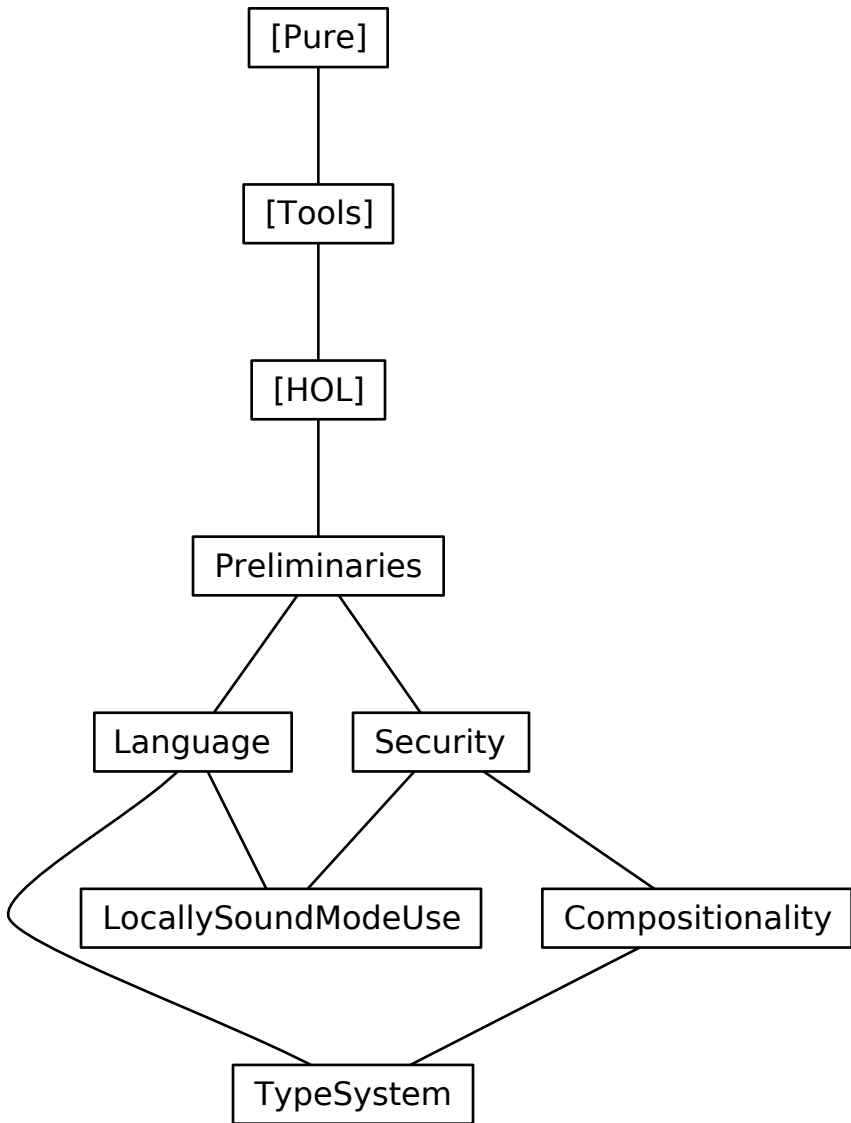 [Pure]
[Tools]
[HOL]
Preliminaries
Language
Security
LocallySoundModeUse
Compositionality
TypeSystem